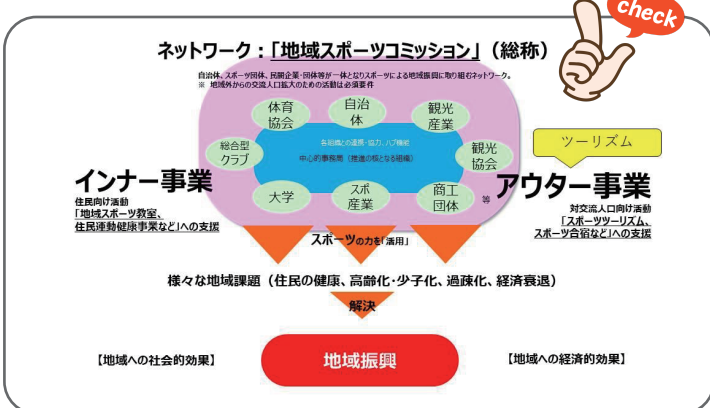 check
ネットワーク：「地域スポーツコミッション」（総称）
自治体、スポーツ団体、民間企業・団体等が一体となりスポーツによる地域振興に取り組むネットワーク。
※ 地域外からの交流人口拡大のための活動は必須要件
体育
協会
自治
体
観光
産業
総合型
クラブ
各組織との連携・協力、ハブ機能
中心的事務局（推進の核となる組織）
観光
協会
ツーリズム
大学
スポ
産業
商工
団体
等
インナー事業
住民向け活動
「地域スポーツ教室、
住民運動健康事業など」への支援
アウター事業
対交流人口向け活動
「スポーツツーリズム、
スポーツ合宿など」への支援
スポーツの力を「活用」
様々な地域課題（住民の健康、高齢化・少子化、過疎化、経済衰退）
解決
【地域への社会的効果】
地域振興
【地域への経済的効果】